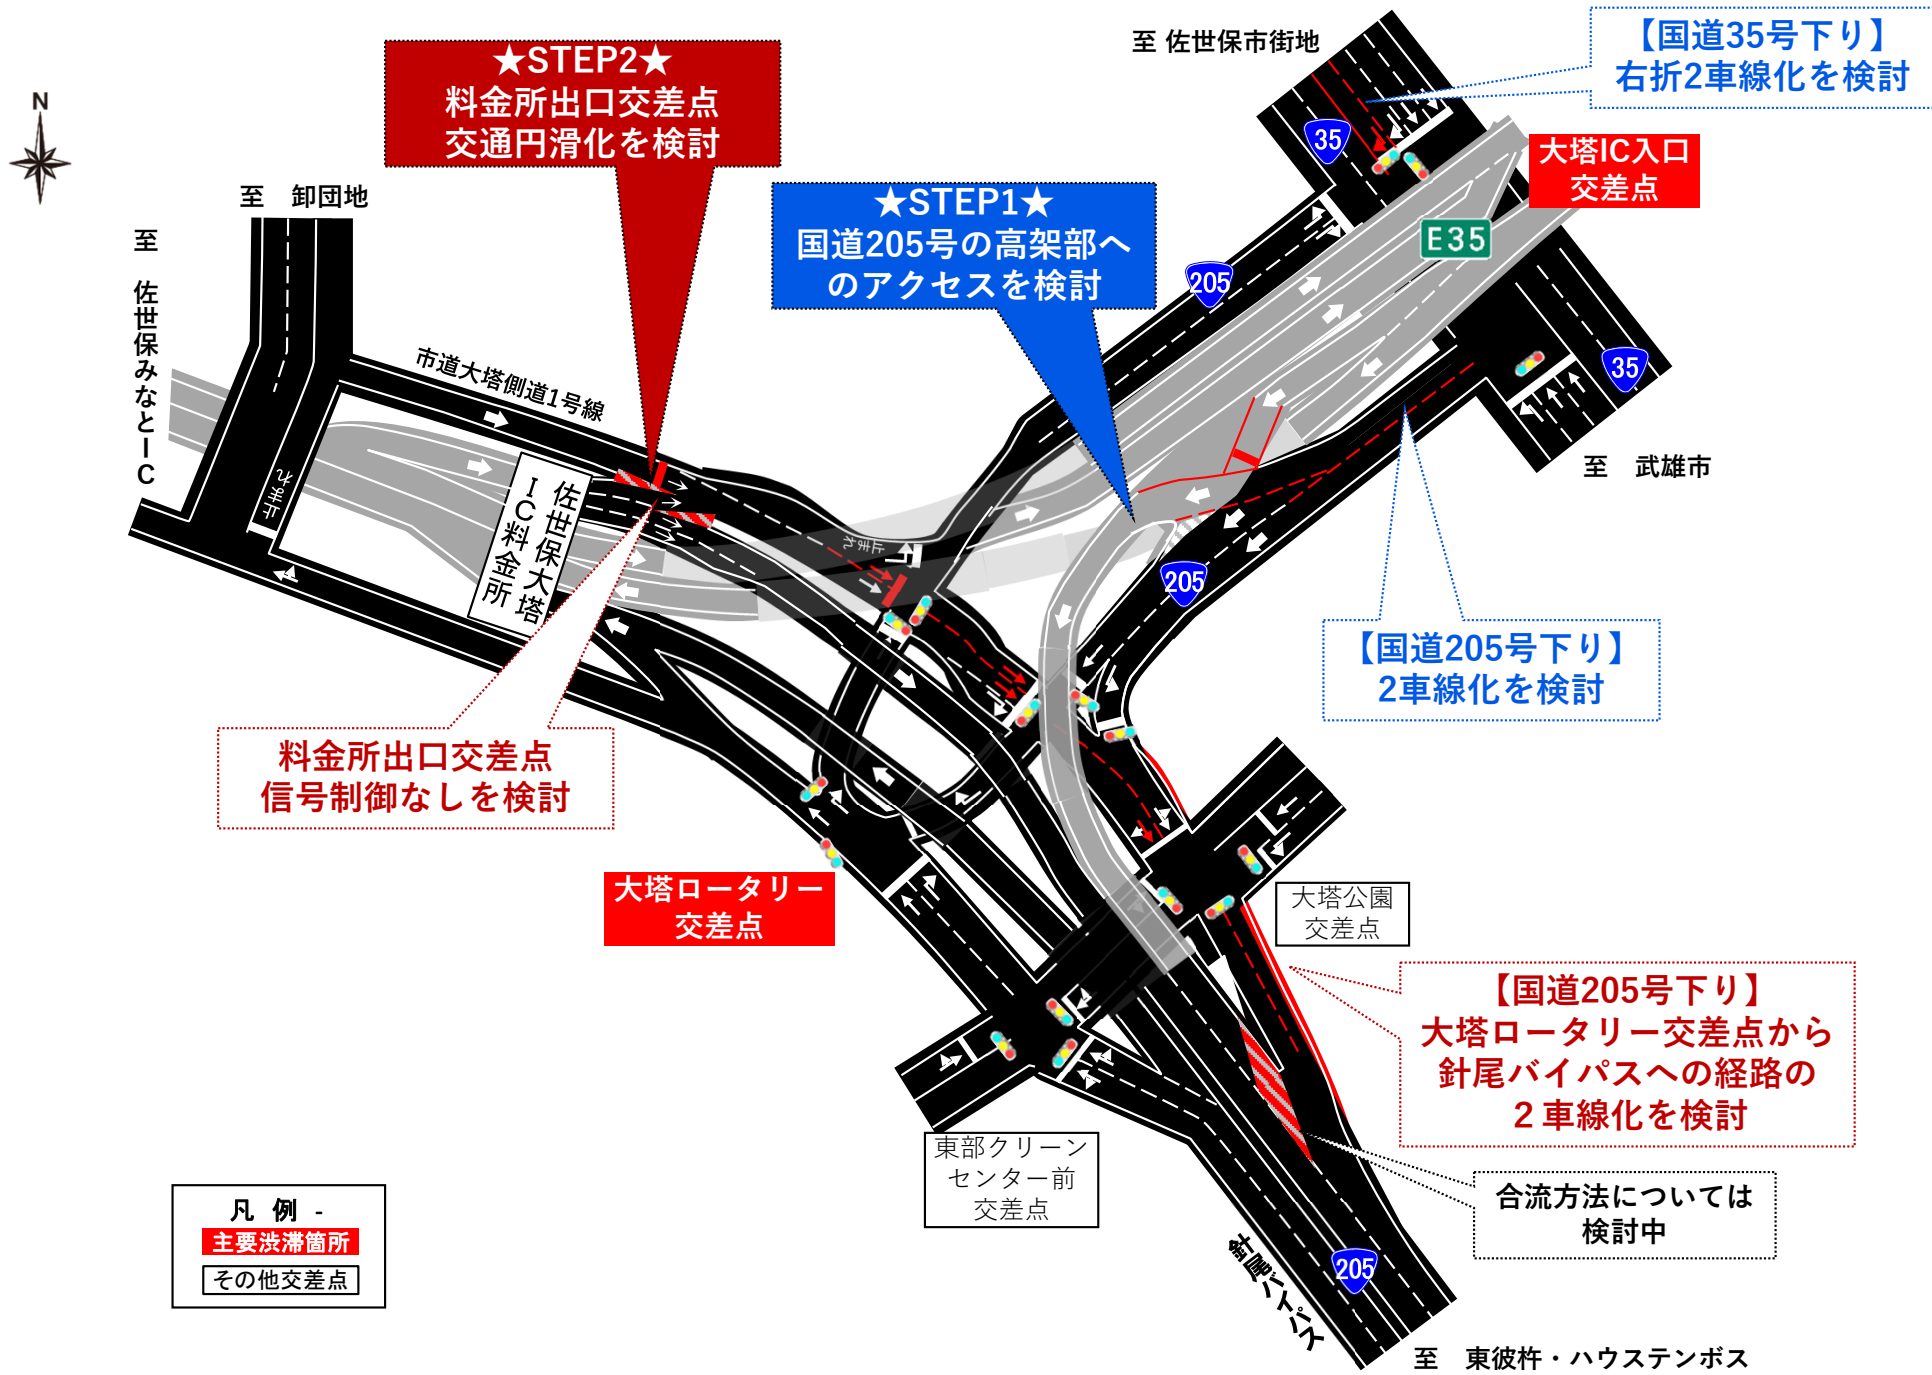 N
★STEP2★
料金所出口交差点
交通円滑化を検討
至 佐世保市街地
【国道35号下り】
右折2車線化を検討
35
大塔IC入口
交差点
★STEP1★
国道205号の高架部へ
のアクセスを検討
E35
205
至 卸団地
至 佐世保みなとIC
市道大塔側道1号線
35
至 武雄市
止まれ
佐世保大塔
IC料金所
止まれ
205
【国道205号下り】
2車線化を検討
料金所出口交差点
信号制御なしを検討
大塔ロータリー
交差点
大塔公園
交差点
【国道205号下り】
大塔ロータリー交差点から
針尾バイパスへの経路の
２車線化を検討
東部クリーン
センター前
交差点
合流方法については
検討中
凡 例 -
主要渋滞箇所
その他交差点
針尾バイパス
205
至 東彼杵・ハウステンボス